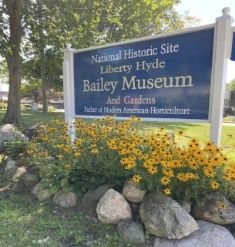 National Historic Site
Liberty Hyde
Bailey Museum
And Gardens
Father of Modern American Horticulture